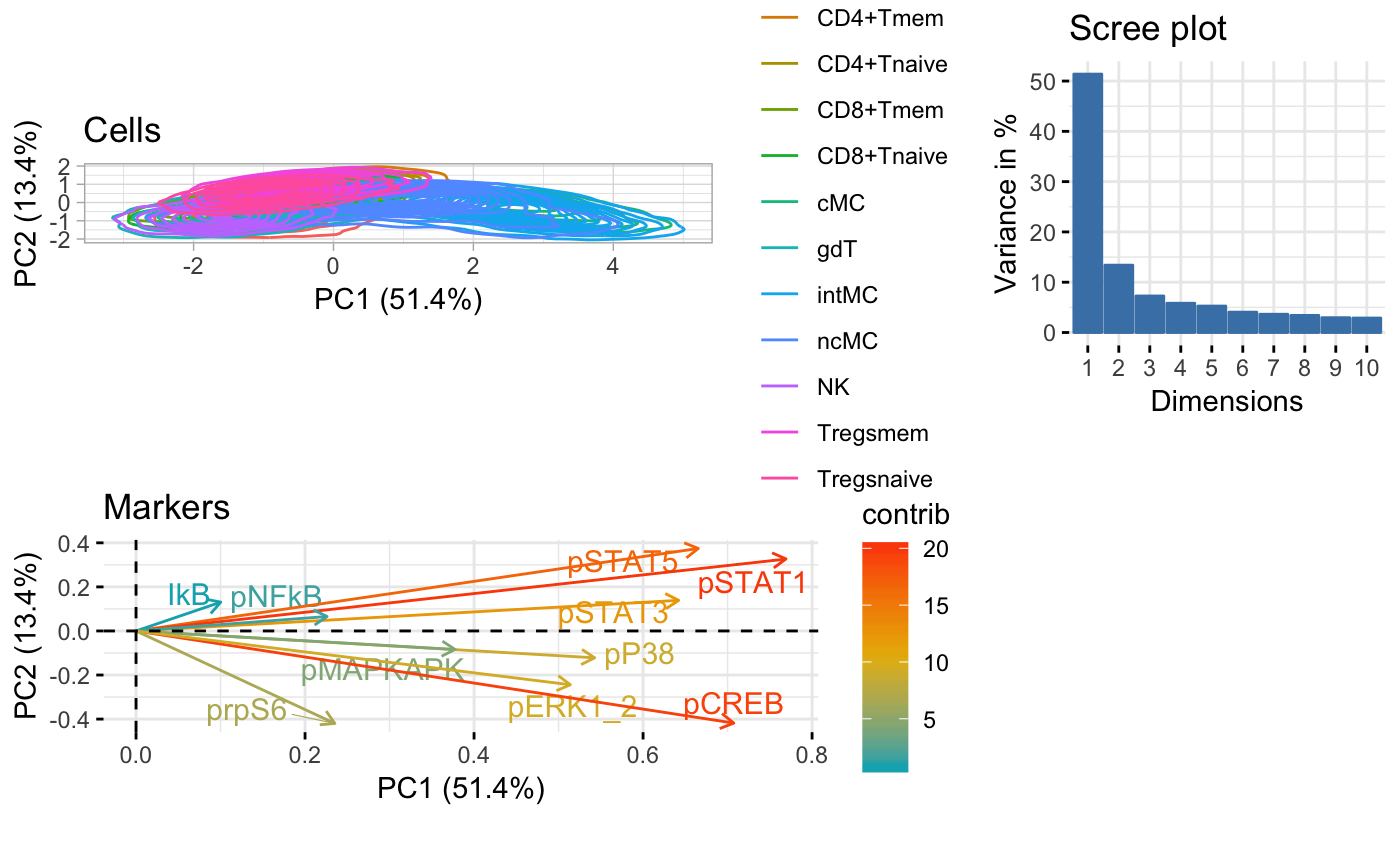 Cells
PC2 (13.4%)
2
1
0
-1
-2
-2
0
2
4
PC1 (51.4%)
CD4+Tmem
CD4+Tnaive
CD8+Tmem
CD8+Tnaive
cMC
gdT
intMC
ncMC
NK
Tregsmem
Tregsnaive
Scree plot
Variance in %
50
40
30
20
10
0
1 2 3 4 5 6 7 8 9 10
Dimensions
Markers
PC2 (13.4%)
0.4
0.2
0.0
-0.2
-0.4
IkB
pNFkB
pSTAT5
pSTAT1
pSTAT3
pP38
pMAPKAPK
pERK1_2
pCREB
prpS6
0.0
0.2
0.4
0.6
0.8
PC1 (51.4%)
contrib
20
15
10
5